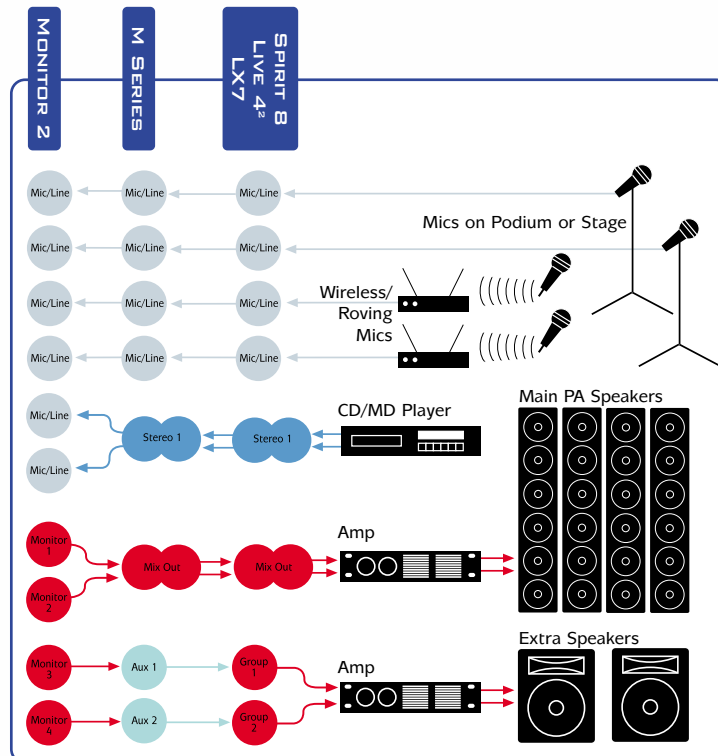 MONITOR 2
M SERIES
SPIRIT 8
LIVE 4²
LX7
Mic/Line
Mic/Line
Mic/Line
Mics on Podium or Stage
Mic/Line
Mic/Line
Mic/Line
Wireless/
Roving
Mics
Mic/Line
Mic/Line
Mic/Line
Mic/Line
Mic/Line
Mic/Line
CD/MD Player
Main PA Speakers
Mic/Line
Stereo 1
Stereo 1
Mic/Line
Amp
Monitor
1
Mix Out
Mix Out
Monitor
2
Extra Speakers
Amp
Monitor
3
Aux 1
Group
1
Monitor
4
Aux 2
Group
2